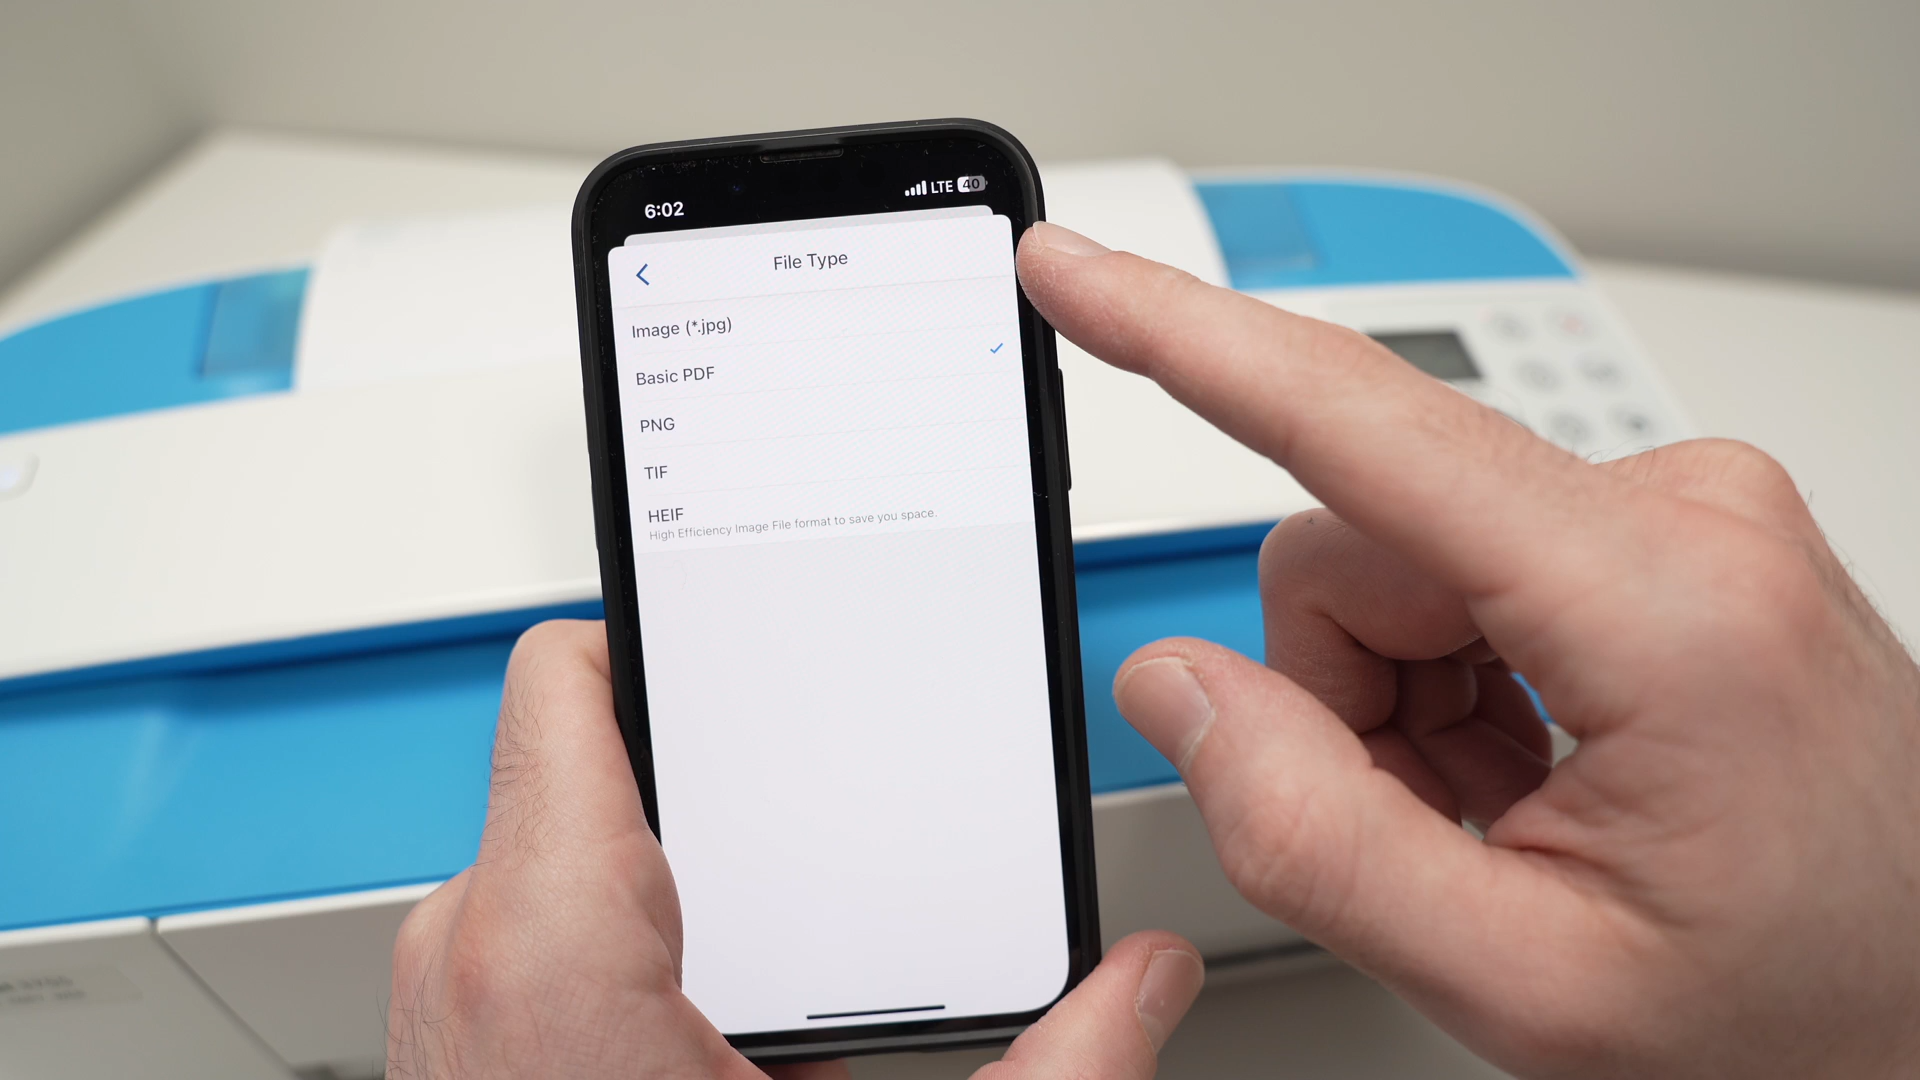 6:02
LTE 40
File Type
Image (*.jpg)
Basic PDF
PNG
TIF
HEIF
High Efficiency Image File format to save you space.